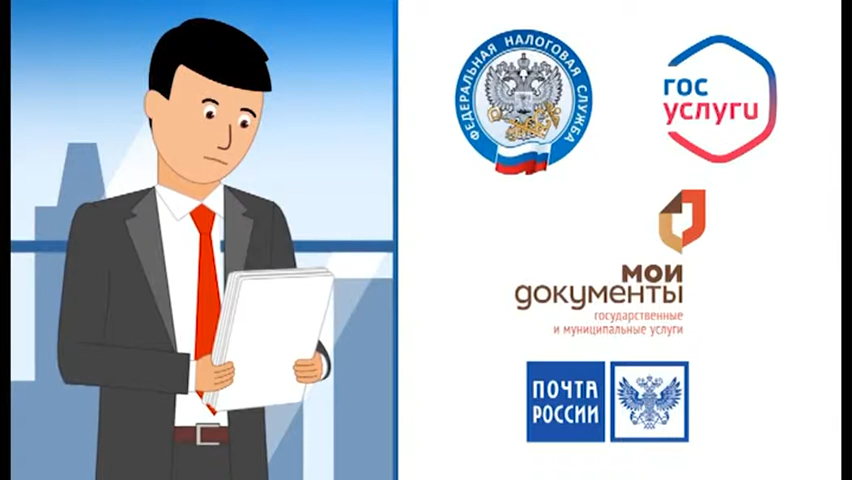 ФЕДЕРАЛЬНАЯ НАЛОГОВАЯ СЛУЖБА
гос
услуги
мои
документы
государственные
и муниципальные услуги
ПОЧТА
РОССИИ